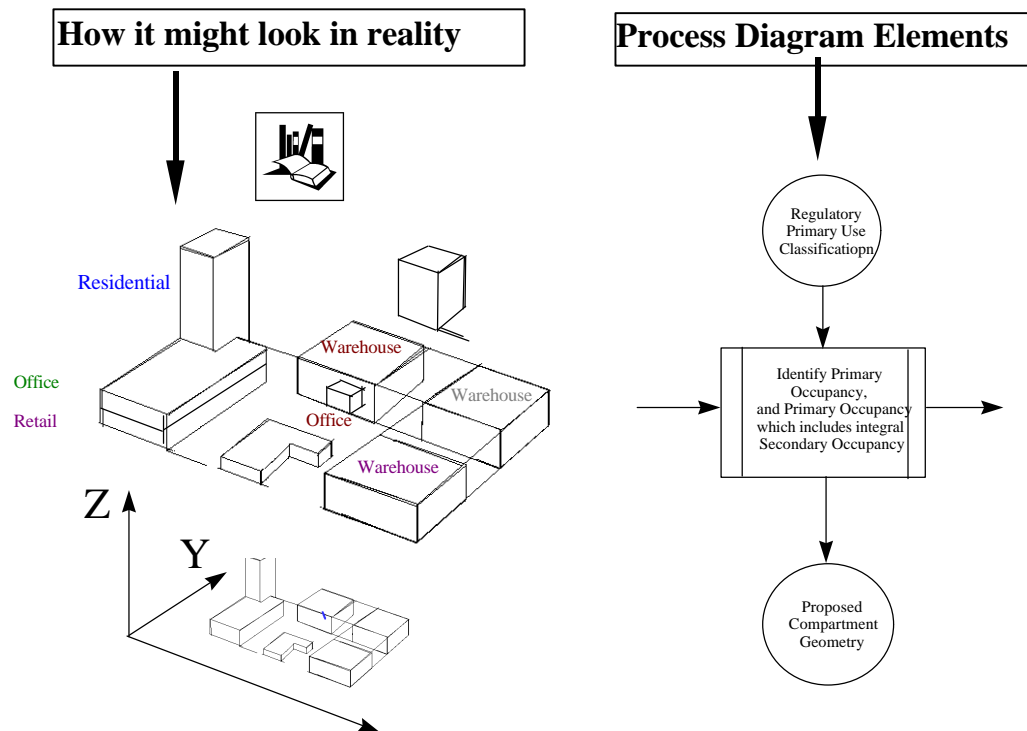 How it might look in reality
Process Diagram Elements
Regulatory
Primary Use
Classificatiopn
Residential
Warehouse
Office
Warehouse
Retail
Office
Warehouse
Identify Primary
Occupancy,
and Primary Occupancy
which includes integral
Secondary Occupancy
Z
Y
Proposed
Compartment
Geometry